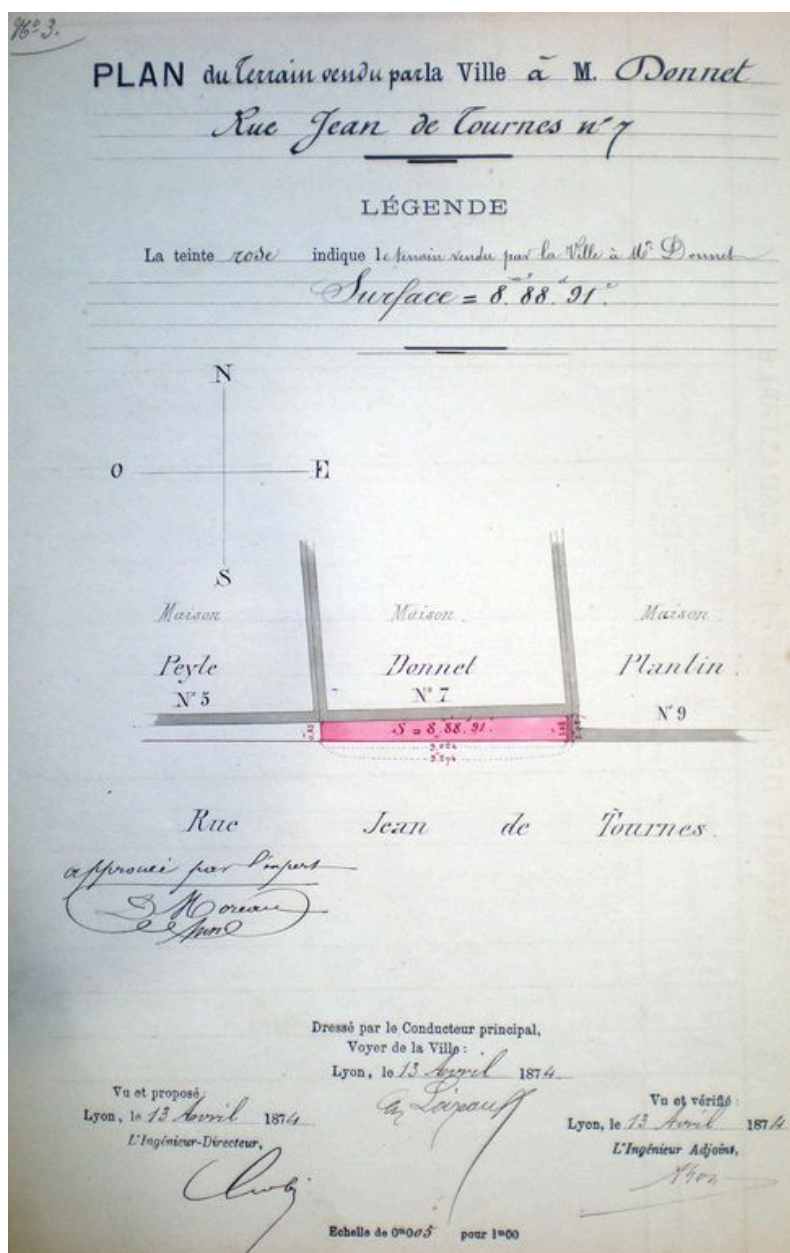 N° 3.
PLAN du Terrain vendu par la Ville à M. Donnet
Rue Jean de Tournes n° 7
LÉGENDE
La teinte rose indique le terrain vendu par la Ville à Mr Donnet
Surface = 8. 88. 91.
N
O E
S
Maison Maison Maison
Peyle Donnet Plantin
N° 5 N° 7 N° 9
S = 8. 88. 91.
Rue Jean de Tournes.
approuvé par l'expert
Moreau
Dressé par le Conducteur principal,
Voyer de la Ville :
Lyon, le 13 Avril 1874
Loizeau
Vu et proposé
Lyon, le 13 Avril 1874
L'Ingénieur-Directeur,
Vu et vérifié :
Lyon, le 13 Avril 1874
L'Ingénieur Adjoint,
Echelle de 0m005 pour 1m00